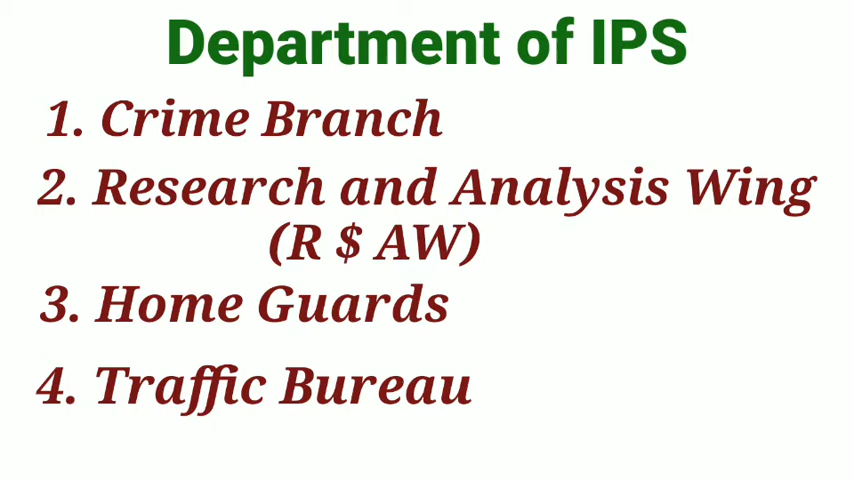 Department of IPS
1. Crime Branch
2. Research and Analysis Wing
(R $ AW)
3. Home Guards
4. Traffic Bureau